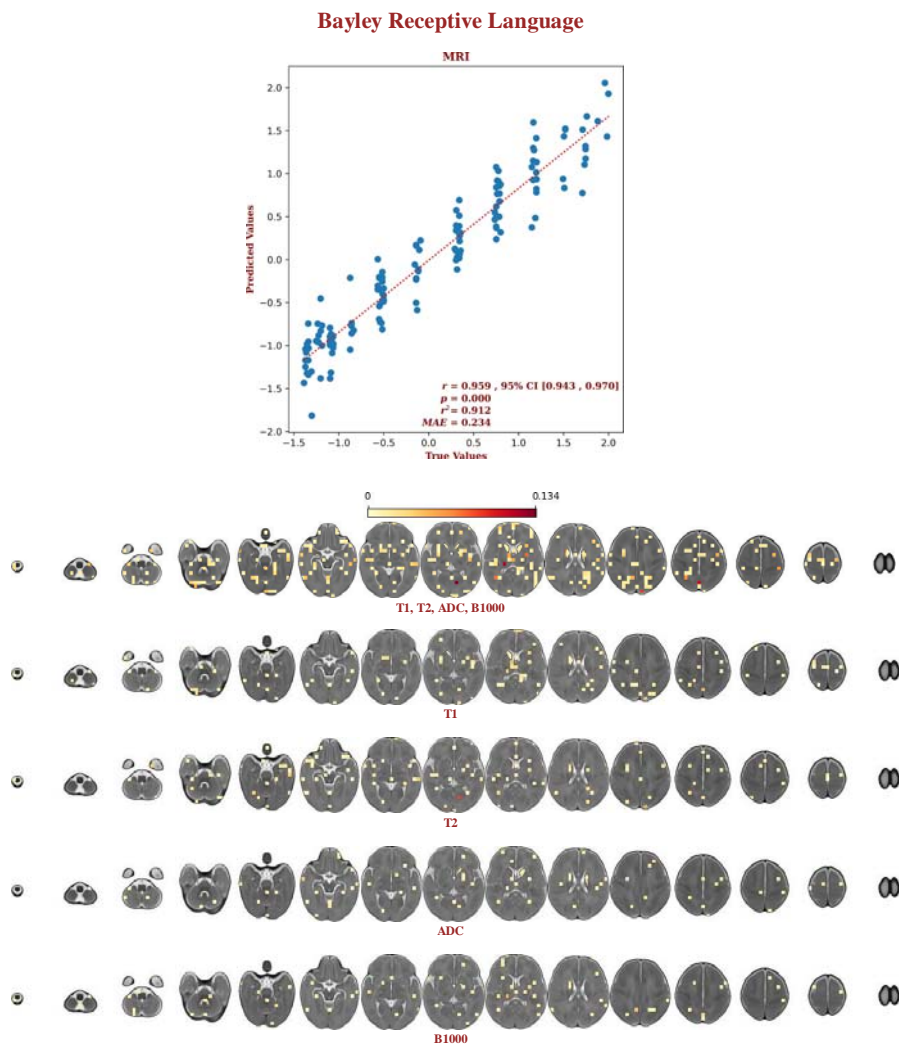 Bayley Receptive Language
MRI
2.0
1.5
1.0
0.5
0.0
−0.5
−1.0
−1.5
−2.0
Predicted Values
r = 0.959 , 95% CI [0.943 , 0.970]
ρ = 0.000
r² = 0.912
MAE = 0.234
−1.5 −1.0 −0.5 0.0 0.5 1.0 1.5 2.0
True Values
0 0.134
T1, T2, ADC, B1000
T1
T2
ADC
B1000